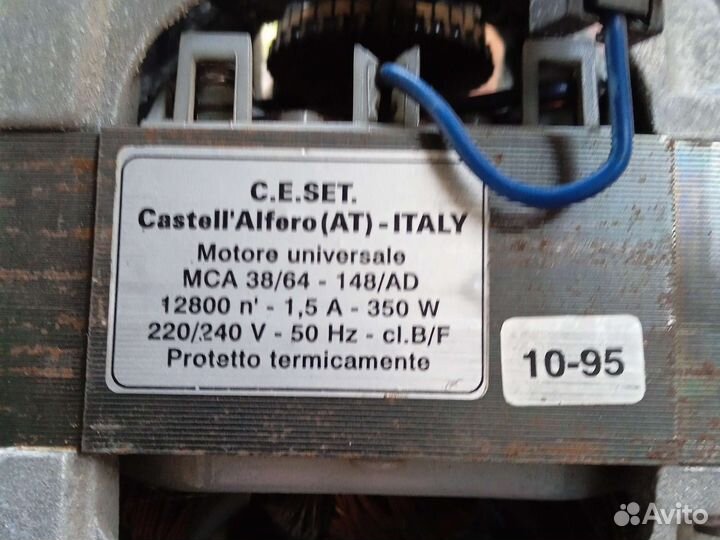 C.E.SET.
Castell'Alfero (AT) - ITALY
Motore universale
MCA 38/64 - 148/AD
12800 n' - 1,5 A - 350 W
220/240 V - 50 Hz - cl.B/F
Protetto termicamente
10-95
Avito